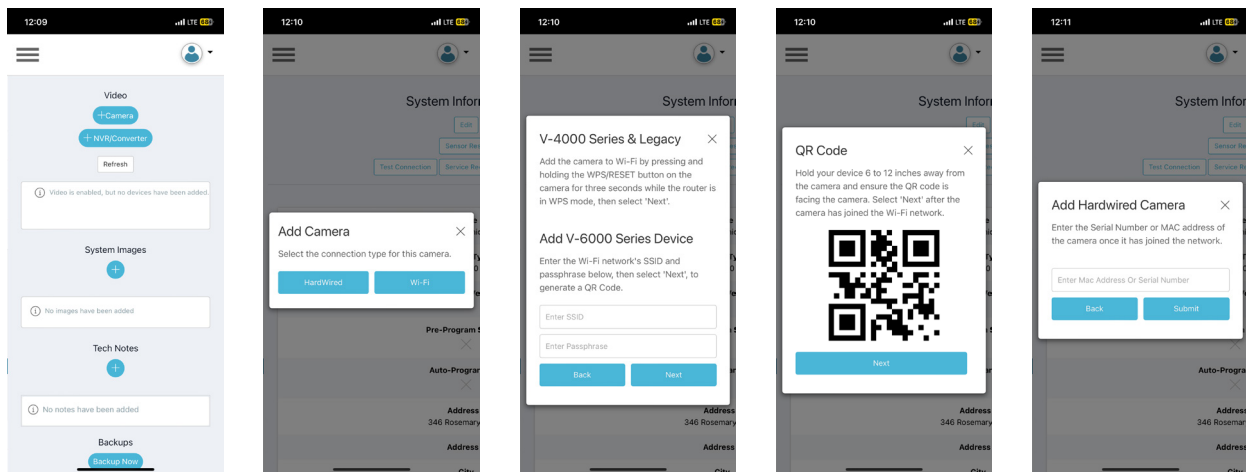 12:09
LTE 68
Video
+Camera
+ NVR/Converter
Refresh
Video is enabled, but no devices have been added.
System Images
+
No images have been added
Tech Notes
+
No notes have been added
Backups
Backup Now
12:10
LTE 68
System Infor
Edit
Sensor Re
Test Connection
Service Re
Add Camera
Select the connection type for this camera.
HardWired
Wi-Fi
Pre-Program S
Auto-Progra
Address
346 Rosemary
Address
City
12:10
LTE 68
System Infor
V-4000 Series & Legacy
Add the camera to Wi-Fi by pressing and
holding the WPS/RESET button on the
camera for three seconds while the router is
in WPS mode, then select 'Next'.
Add V-6000 Series Device
Enter the Wi-Fi network's SSID and
passphrase below, then select 'Next', to
generate a QR Code.
Enter SSID
Enter Passphrase
Back
Next
Address
346 Rosemary
Address
City
12:10
LTE 68
System Infor
Edit
QR Code
Hold your device 6 to 12 inches away from
the camera and ensure the QR code is
facing the camera. Select 'Next' after the
camera has joined the Wi-Fi network.
Next
Address
346 Rosemary
Address
City
12:11
LTE 68
System Infor
Edit
Sensor Re
Test Connection
Service Re
Add Hardwired Camera
Enter the Serial Number or MAC address of
the camera once it has joined the network.
Enter Mac Address Or Serial Number
Back
Submit
Auto-Progra
Address
346 Rosemar
Address
City